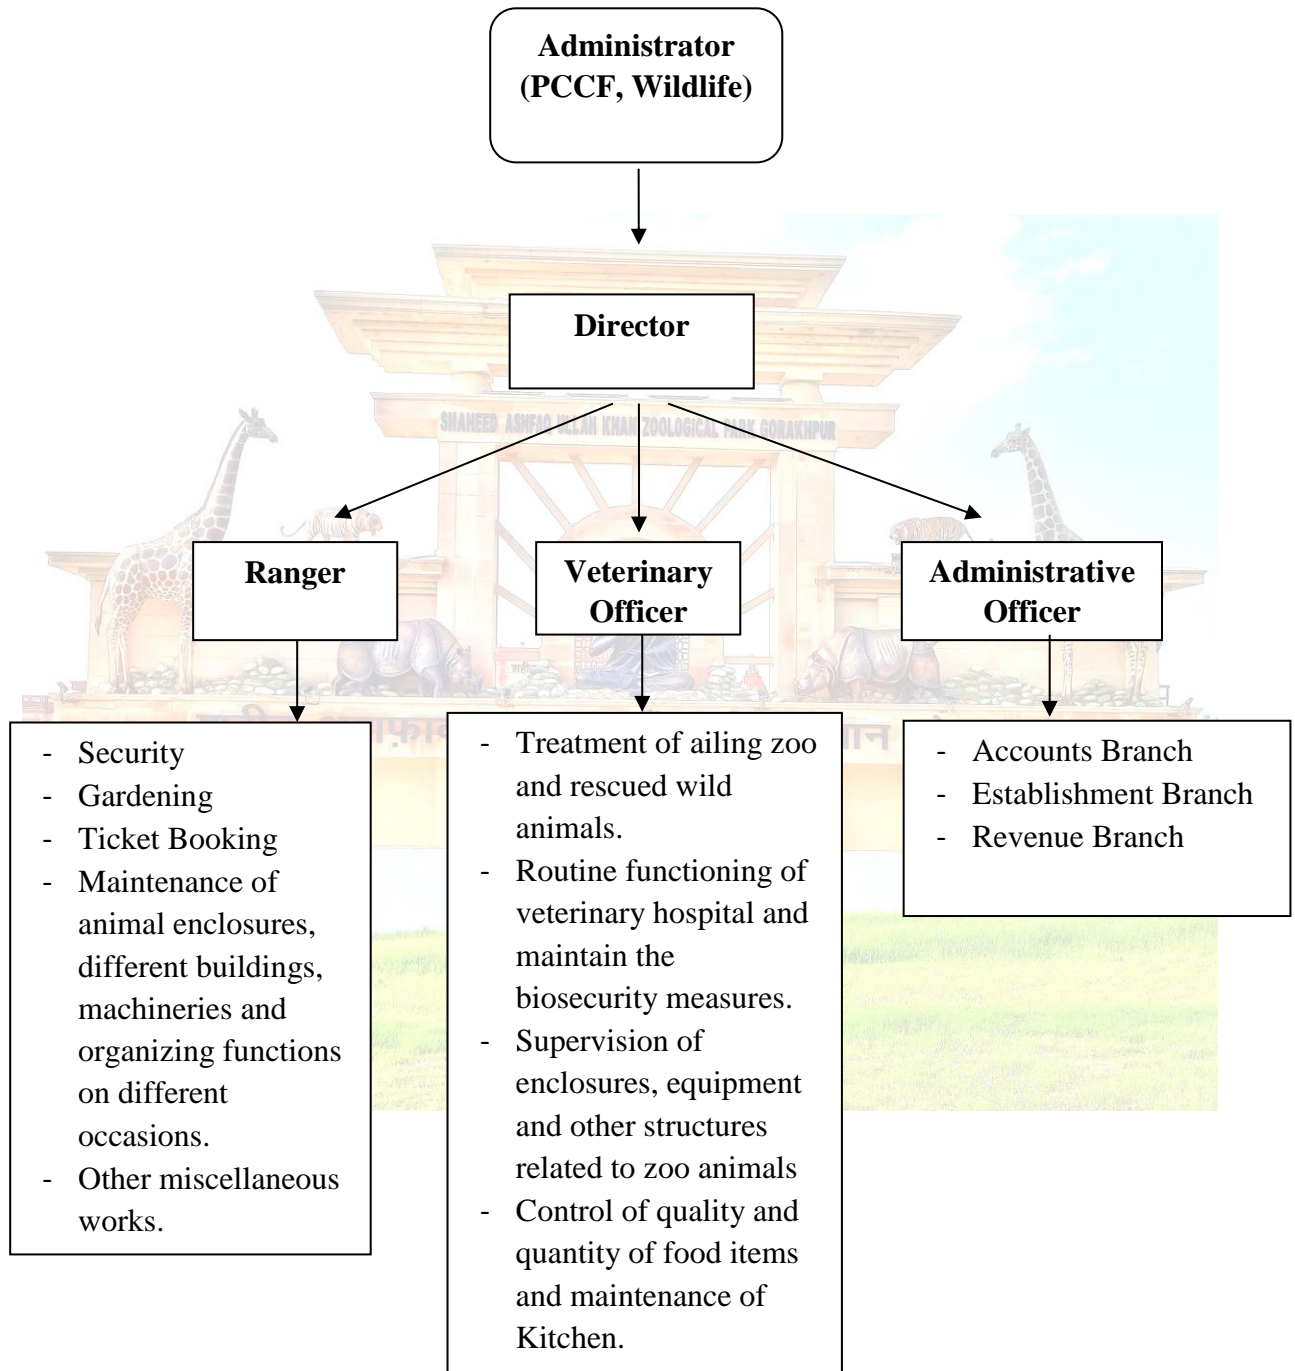 Administrator
(PCCF, Wildlife)
Director
SHAHEED ASHFAQ ULLAH KHAN ZOOLOGICAL PARK GORAKHPUR
Ranger
Veterinary
Officer
Administrative
Officer
शहीद
- Security
- Gardening
- Ticket Booking
- Maintenance of
animal enclosures,
different buildings,
machineries and
organizing functions
on different
occasions.
- Other miscellaneous
works.
- Treatment of ailing zoo
and rescued wild
animals.
- Routine functioning of
veterinary hospital and
maintain the
biosecurity measures.
- Supervision of
enclosures, equipment
and other structures
related to zoo animals
- Control of quality and
quantity of food items
and maintenance of
Kitchen.
- Accounts Branch
- Establishment Branch
- Revenue Branch